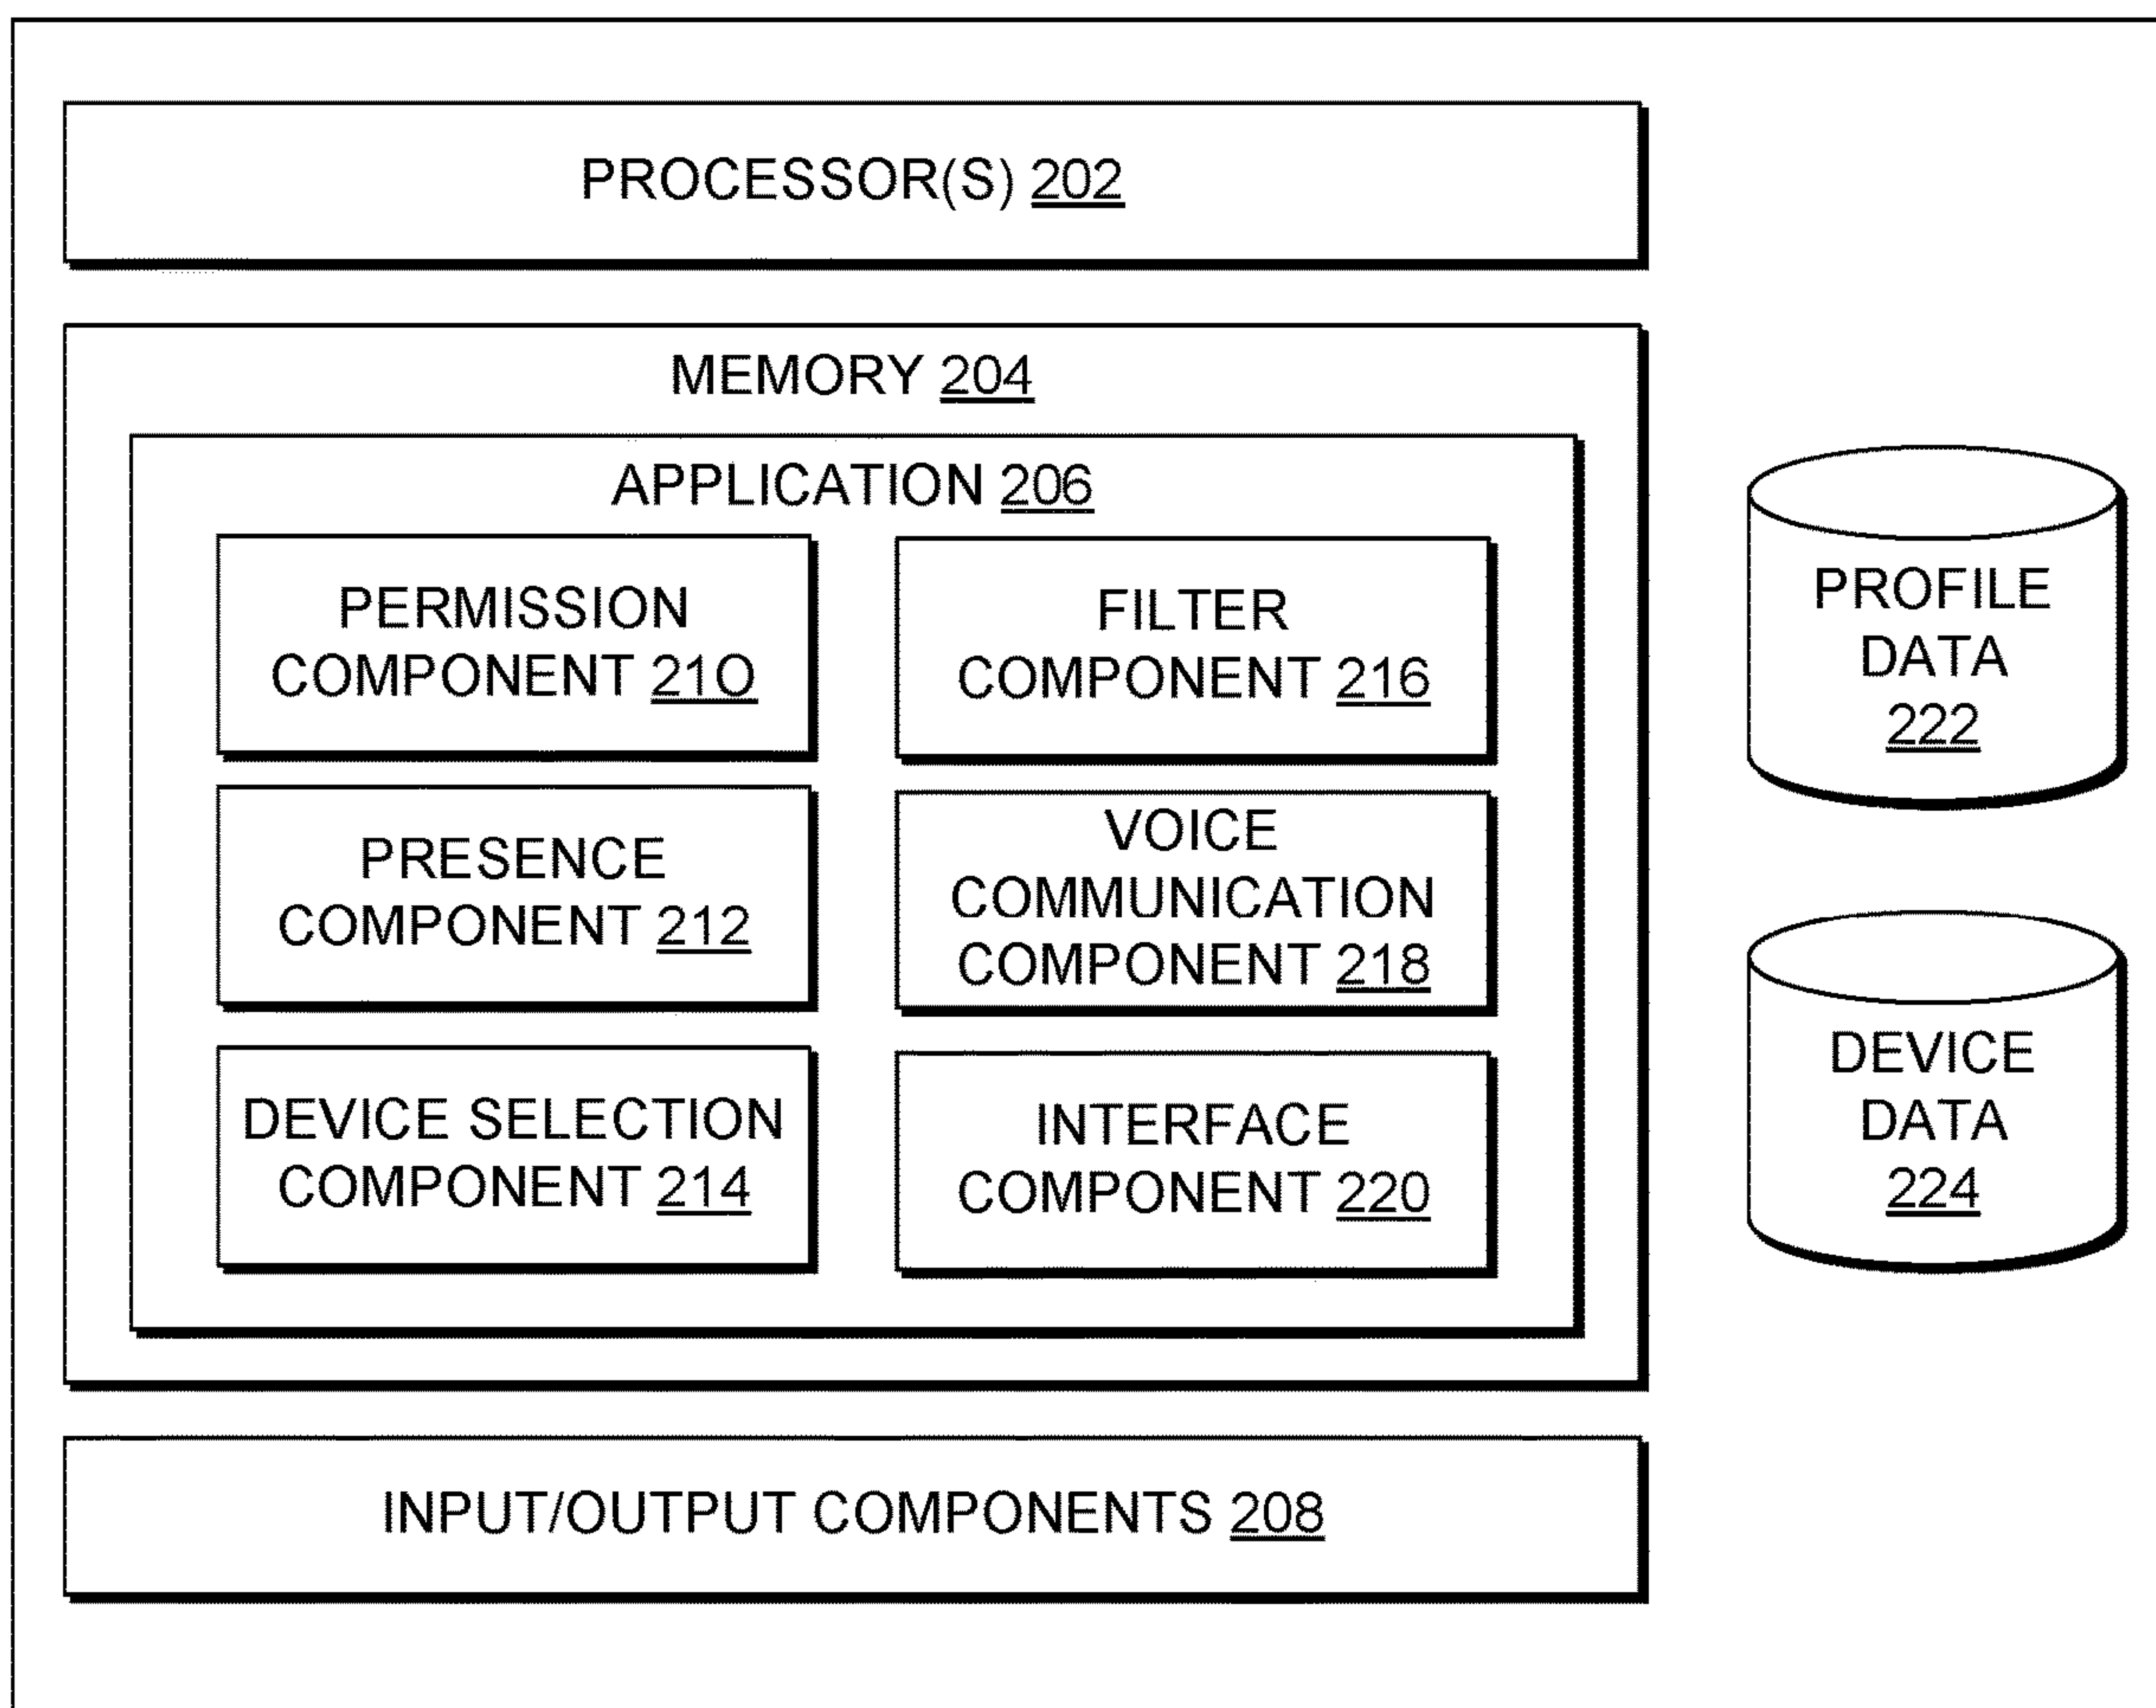 PROCESSOR(S) 202
MEMORY 204
APPLICATION 206
PERMISSION
COMPONENT 210
PRESENCE
COMPONENT 212
DEVICE SELECTION
COMPONENT 214
FILTER
COMPONENT 216
VOICE
COMMUNICATION
COMPONENT 218
INTERFACE
COMPONENT 220
INPUT/OUTPUT COMPONENTS 208
PROFILE
DATA
222
DEVICE
DATA
224